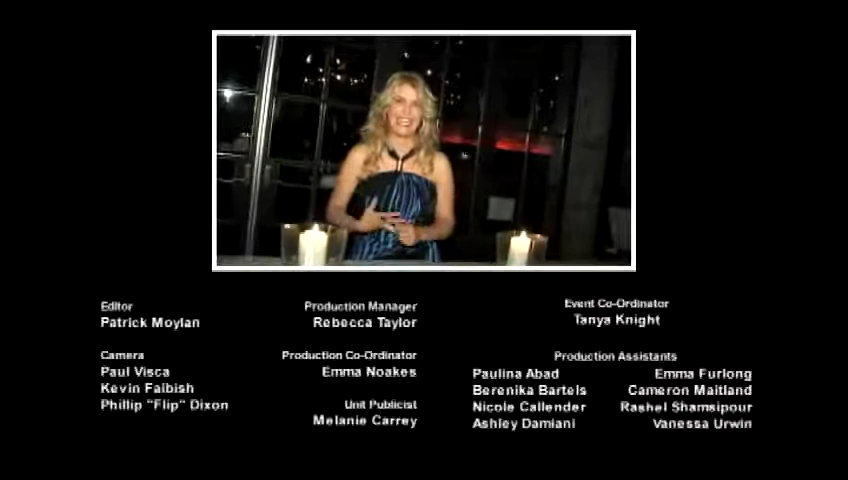 Editor
Patrick Moylan
Camera
Paul Visca
Kevin Faibish
Phillip "Flip" Dixon
Production Manager
Rebecca Taylor
Production Co-Ordinator
Emma Noakes
Unit Publicist
Melanie Carrey
Event Co-Ordinator
Tanya Knight
Production Assistants
Paulina Abad
Berenika Bartels
Nicole Callender
Ashley Damiani
Emma Furlong
Cameron Maitland
Rashel Shamsipour
Vanessa Urwin